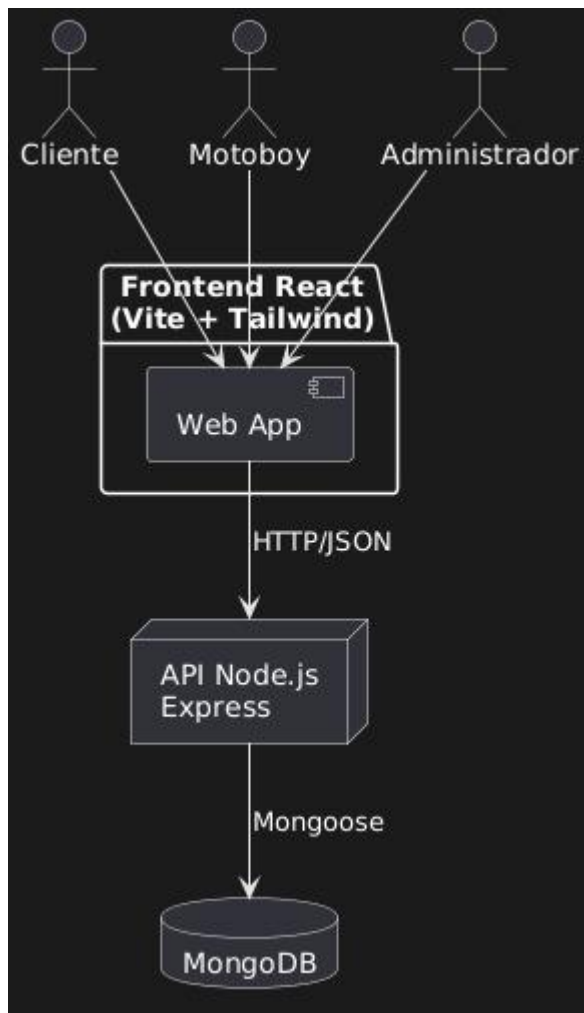 Cliente
Motoboy
Administrador
Frontend React
(Vite + Tailwind)
Web App
HTTP/JSON
API Node.js
Express
Mongoose
MongoDB